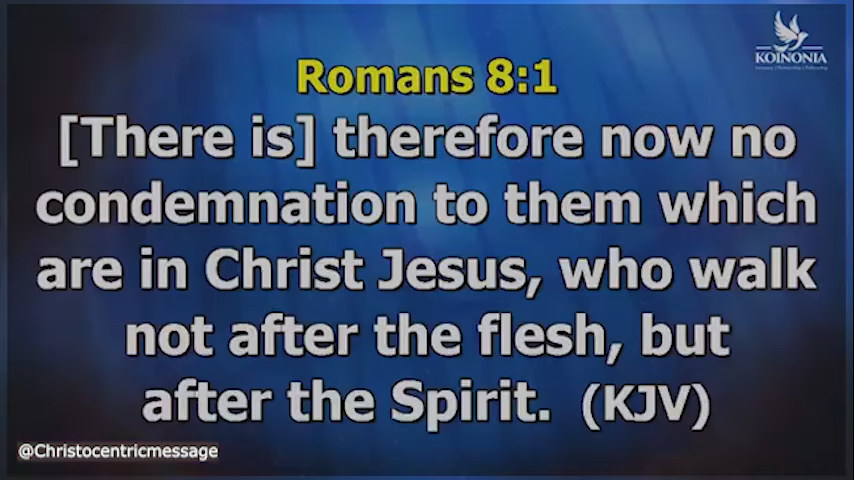 KOINONIA
Romans 8:1
[There is] therefore now no
condemnation to them which
are in Christ Jesus, who walk
not after the flesh, but
after the Spirit. (KJV)
@Christocentricmessage